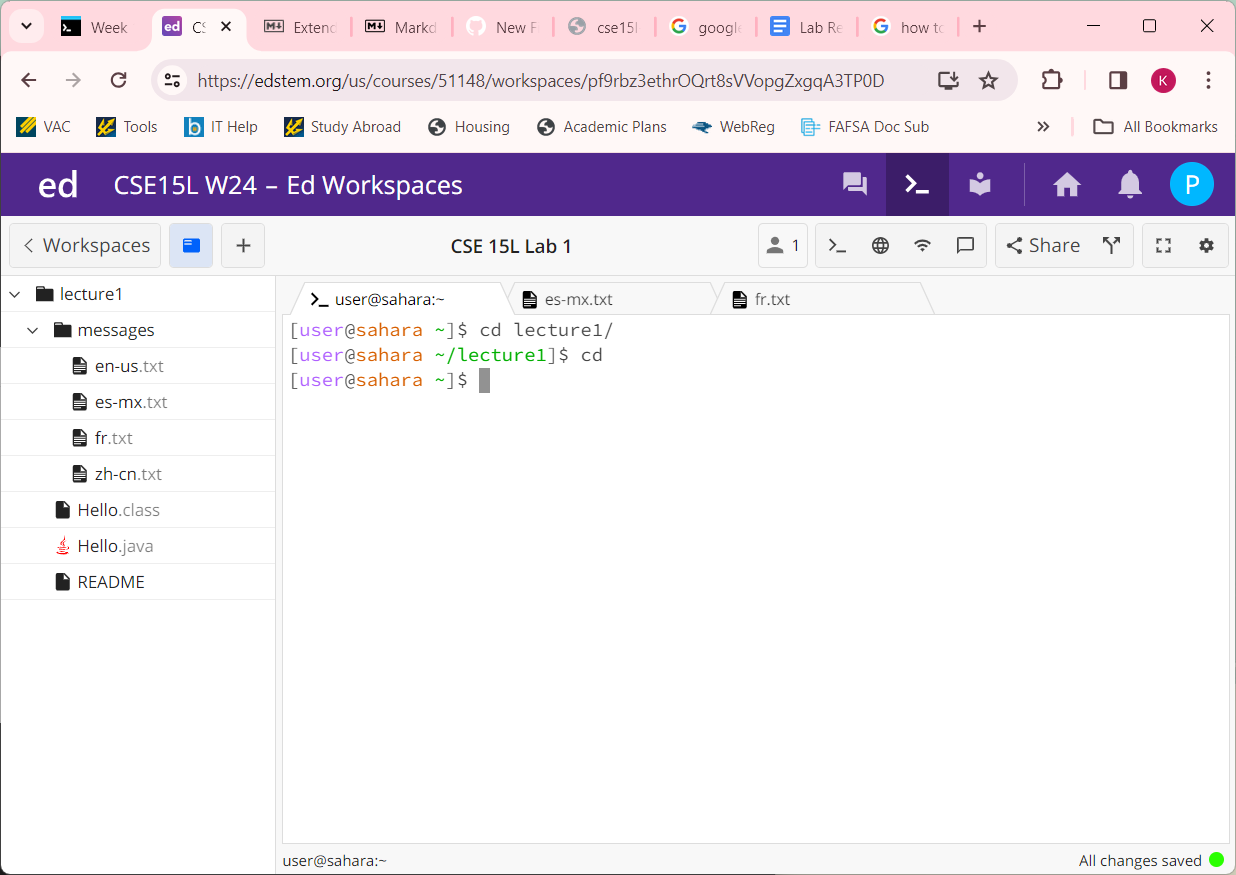 Week
CS
Extend
Markd
New F
cse15l
google
Lab Re
how to
https://edstem.org/us/courses/51148/workspaces/pf9rbz3ethrOQrt8sVVopgZxgqA3TP0D
K
VAC
Tools
IT Help
Study Abroad
Housing
Academic Plans
WebReg
FAFSA Doc Sub
All Bookmarks
ed
CSE15L W24 – Ed Workspaces
P
Workspaces
CSE 15L Lab 1
1
Share
lecture1
messages
en-us.txt
es-mx.txt
fr.txt
zh-cn.txt
Hello.class
Hello.java
README
user@sahara:~
es-mx.txt
fr.txt
[user@sahara ~]$ cd lecture1/
[user@sahara ~/lecture1]$ cd
[user@sahara ~]$
user@sahara:~
All changes saved